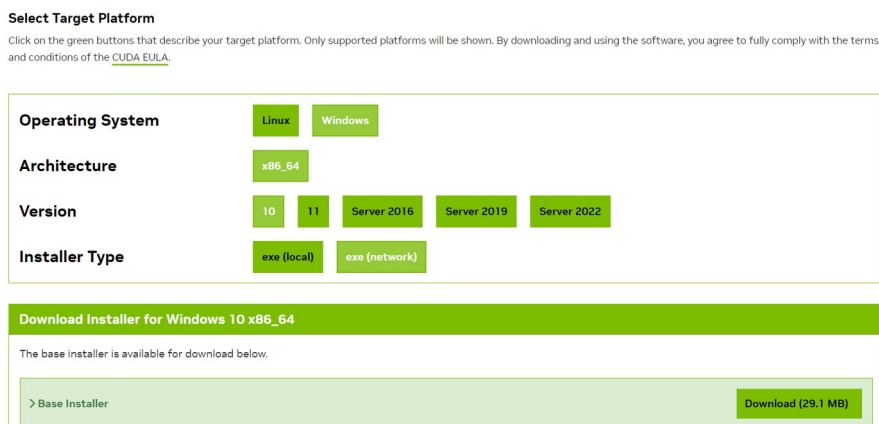 Select Target Platform
Click on the green buttons that describe your target platform. Only supported platforms will be shown. By downloading and using the software, you agree to fully comply with the terms
and conditions of the CUDA EULA.
Operating System Linux Windows
Architecture x86_64
Version 10 11 Server 2016 Server 2019 Server 2022
Installer Type exe (local) exe (network)
Download Installer for Windows 10 x86_64
The base installer is available for download below.
> Base Installer Download (29.1 MB)